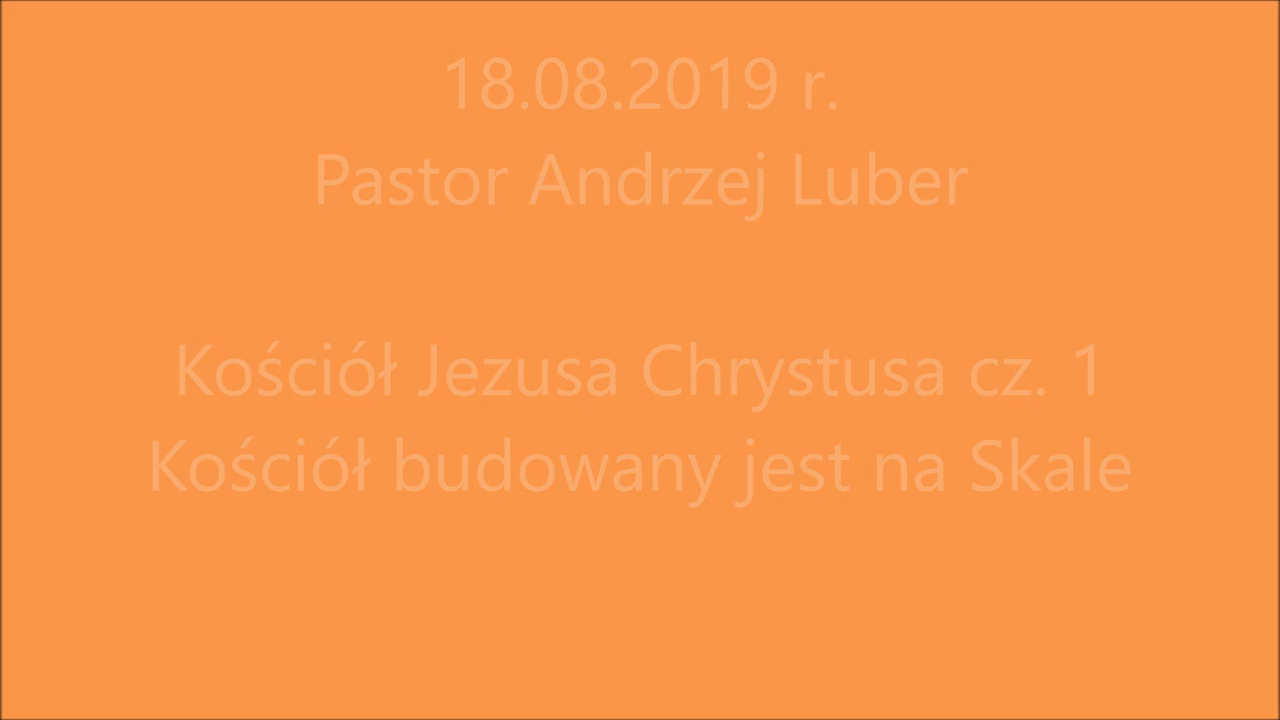 18.08.2019 r.
Pastor Andrzej Luber
Kościół Jezusa Chrystusa cz. 1
Kościół budowany jest na Skale